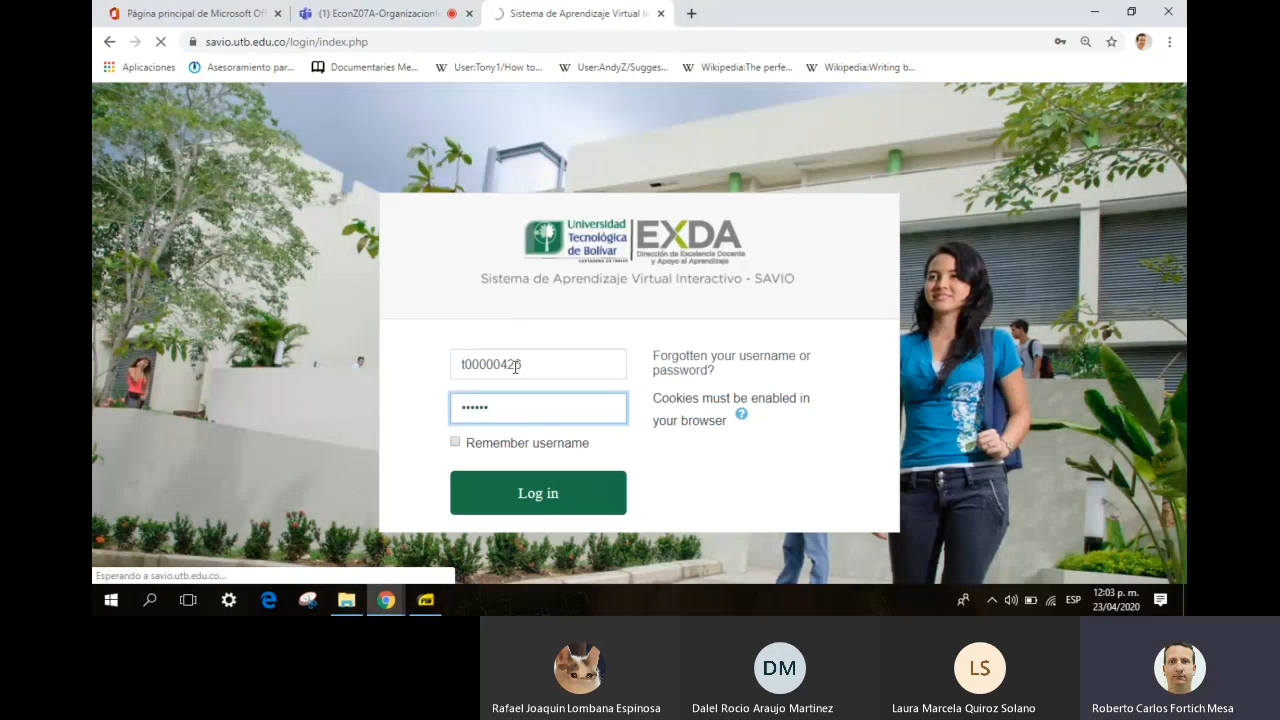 Página principal de Microsoft Of
(1) EconZ07A-Organizacion
Sistema de Aprendizaje Virtual In
savio.utb.edu.co/login/index.php
Aplicaciones
Asesoramiento par...
Documentaries Me...
User:Tony1/How to...
User:AndyZ/Sugges...
Wikipedia:The perfe...
Wikipedia:Writing b...
Universidad
Tecnológica
de Bolívar
EXDA
Dirección de Excelencia Docente
y Apoyo al Aprendizaje
Sistema de Aprendizaje Virtual Interactivo - SAVIO
t00000426
Forgotten your username or
password?
Cookies must be enabled in
your browser
Remember username
Log in
Esperando a savio.utb.edu.co...
ESP
12:03 p. m.
23/04/2020
DM
LS
Rafael Joaquin Lombana Espinosa
Dalel Rocio Araujo Martinez
Laura Marcela Quiroz Solano
Roberto Carlos Fortich Mesa